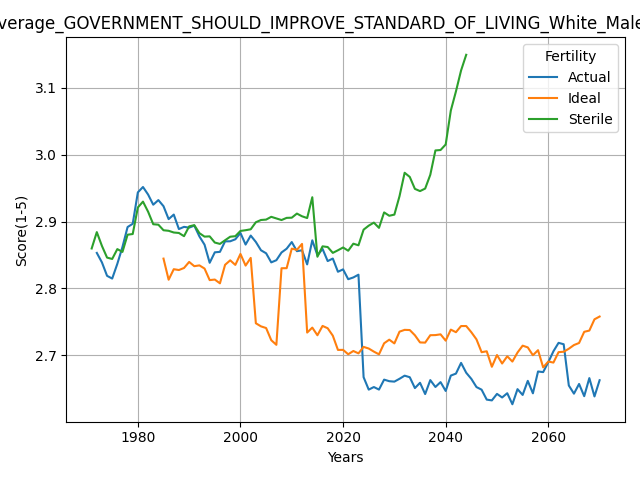 verage_GOVERNMENT_SHOULD_IMPROVE_STANDARD_OF_LIVING_White_Male
Fertility
Actual
Ideal
Sterile
Score(1-5)
3.1
3.0
2.9
2.8
2.7
1980 2000 2020 2040 2060
Years